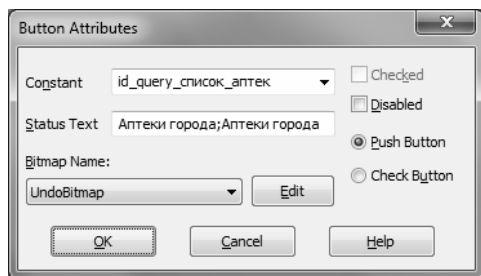 Button Attributes
x
Constant id_query_список_аптек Checked
Disabled
Status Text Аптеки города;Аптеки города
Push Button
Bitmap Name:
Check Button
UndoBitmap Edit
OK Cancel Help